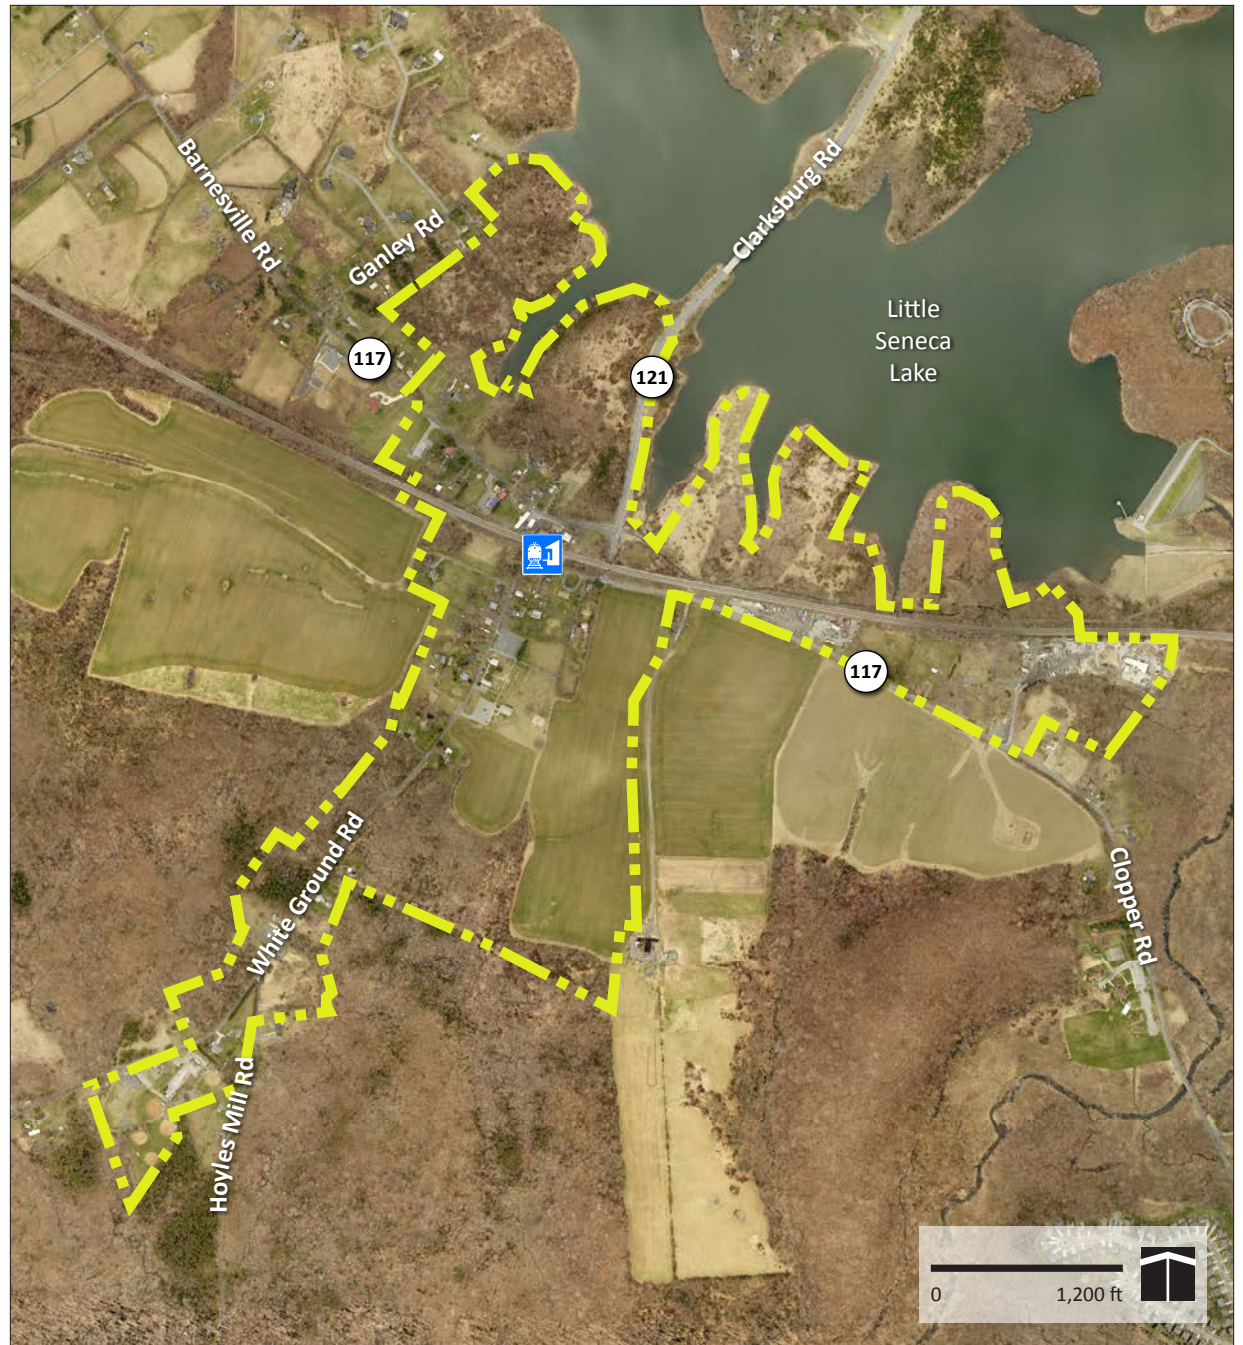 Barnesville Rd
Ganley Rd
Clarksburg Rd
117
121
Little
Seneca
Lake
117
White Ground Rd
Clopper Rd
Hoyles Mill Rd
0
1,200 ft